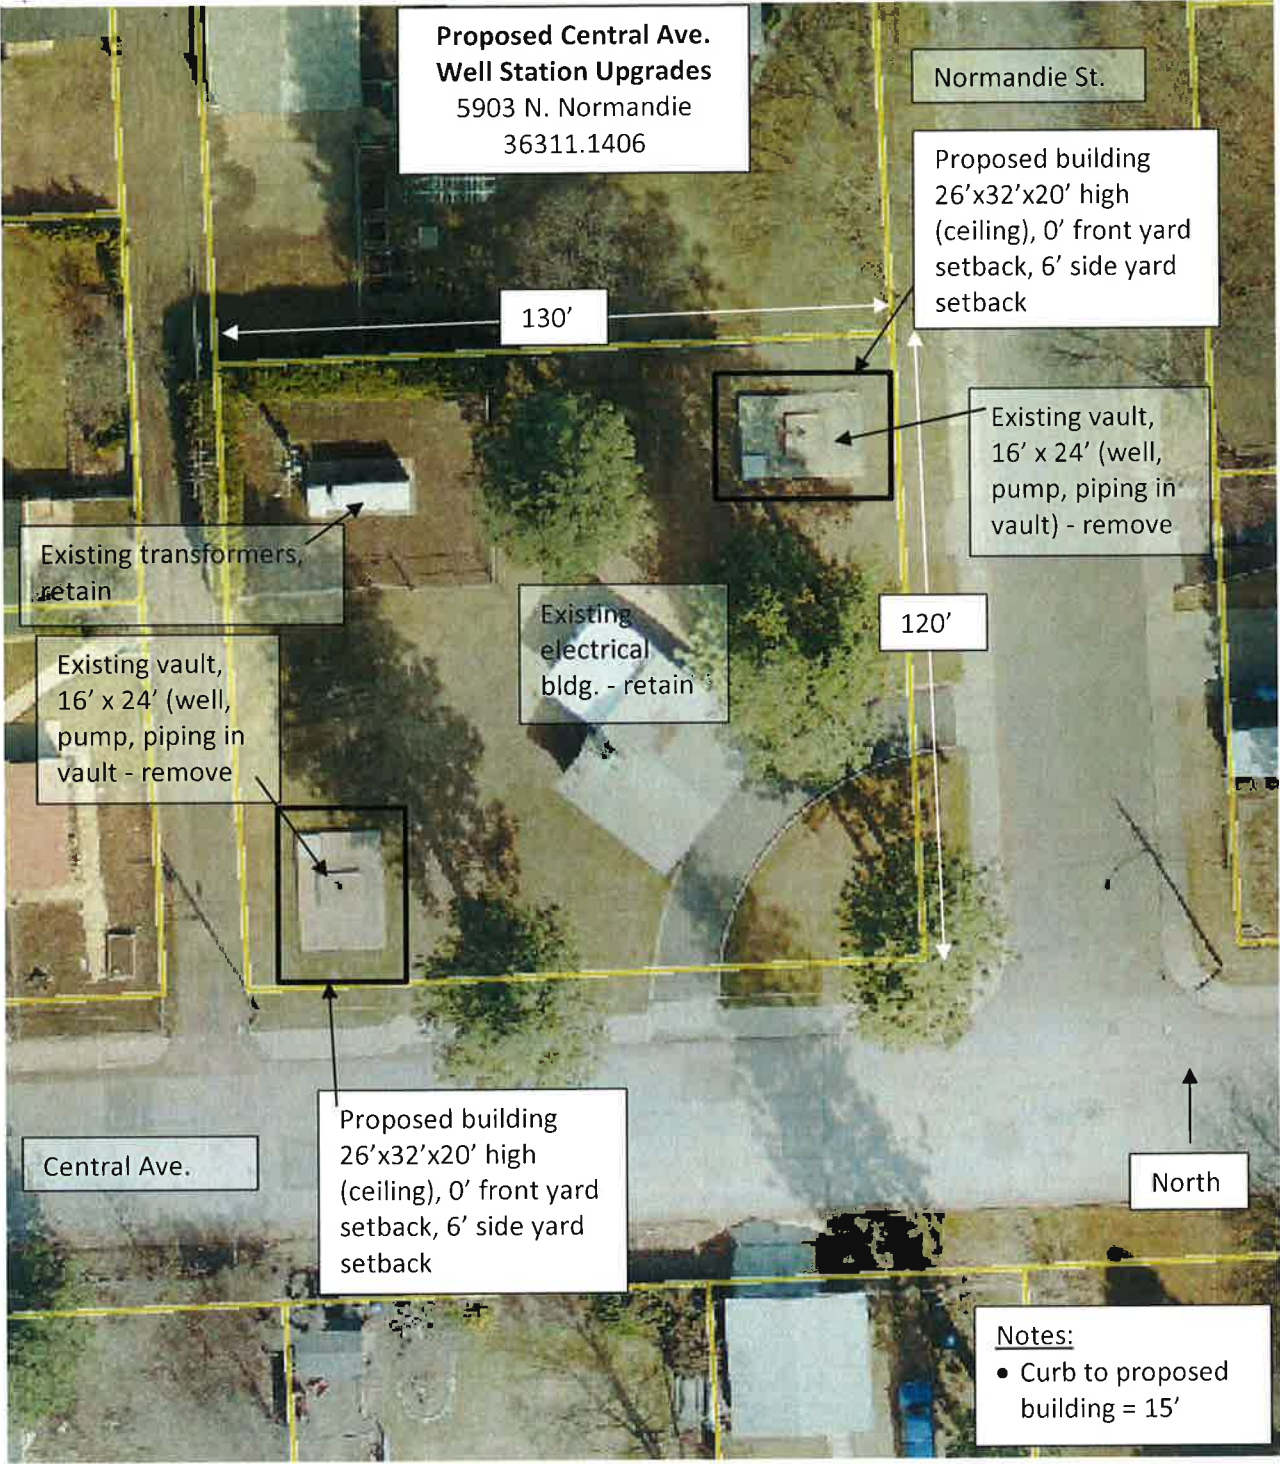 Proposed Central Ave.
Well Station Upgrades
5903 N. Normandie
36311.1406
Normandie St.
Proposed building
26’x32’x20’ high
(ceiling), 0’ front yard
setback, 6’ side yard
setback
130’
Existing vault,
16’ x 24’ (well,
pump, piping in
vault) - remove
Existing transformers,
retain
Existing
electrical
bldg. - retain
120’
Existing vault,
16’ x 24’ (well,
pump, piping in
vault - remove
Proposed building
26’x32’x20’ high
(ceiling), 0’ front yard
setback, 6’ side yard
setback
Central Ave.
North
Notes:
• Curb to proposed
building = 15’